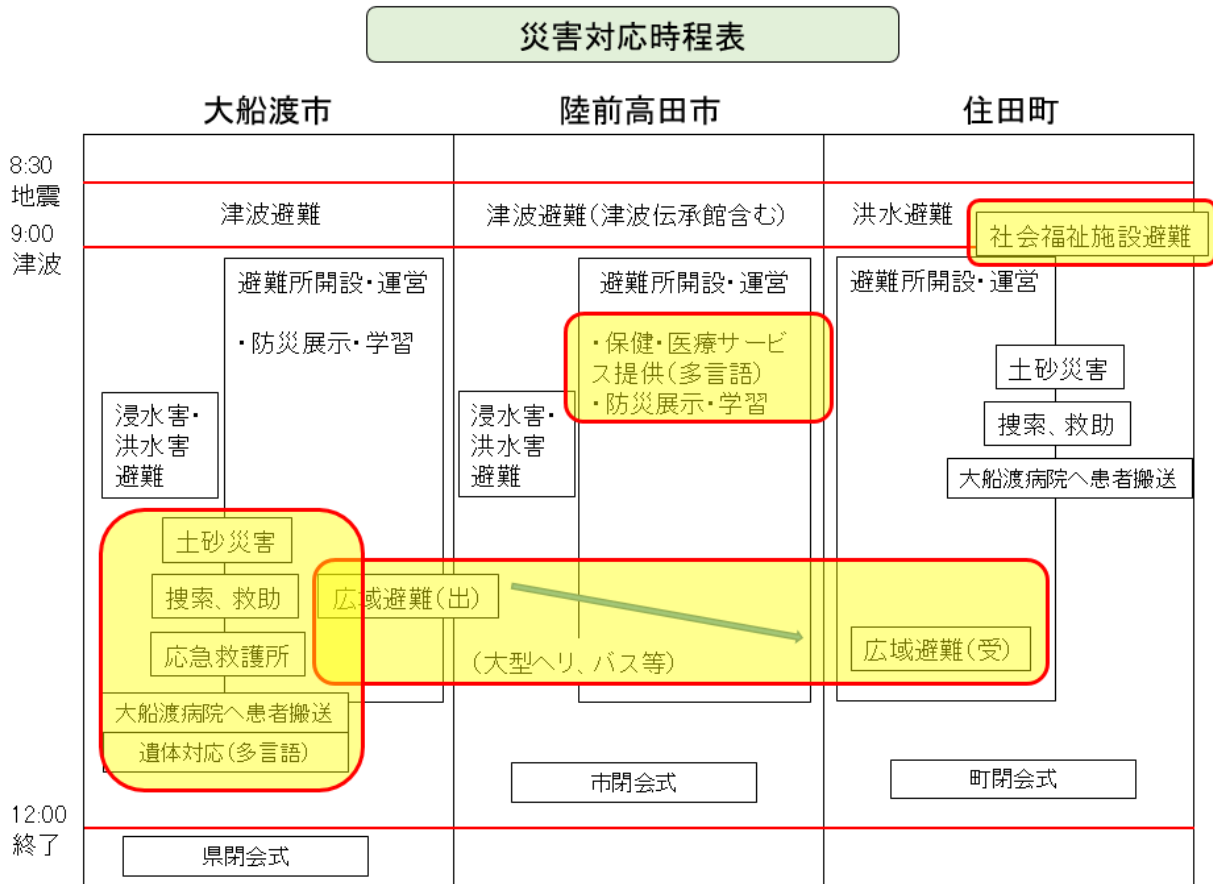 災害対応時程表
大船渡市
陸前高田市
住田町
8:30
地震
9:00
津波
津波避難
津波避難(津波伝承館含む)
洪水避難
社会福祉施設避難
避難所開設・運営
・防災展示・学習
浸水害・
洪水害
避難
土砂災害
捜索、救助
応急救護所
大船渡病院へ患者搬送
遺体対応(多言語)
広域避難(出)
避難所開設・運営
・保健・医療サービ
ス提供(多言語)
・防災展示・学習
浸水害・
洪水害
避難
(大型ヘリ、バス等)
市閉会式
避難所開設・運営
土砂災害
捜索、救助
大船渡病院へ患者搬送
広域避難(受)
町閉会式
12:00
終了
県閉会式